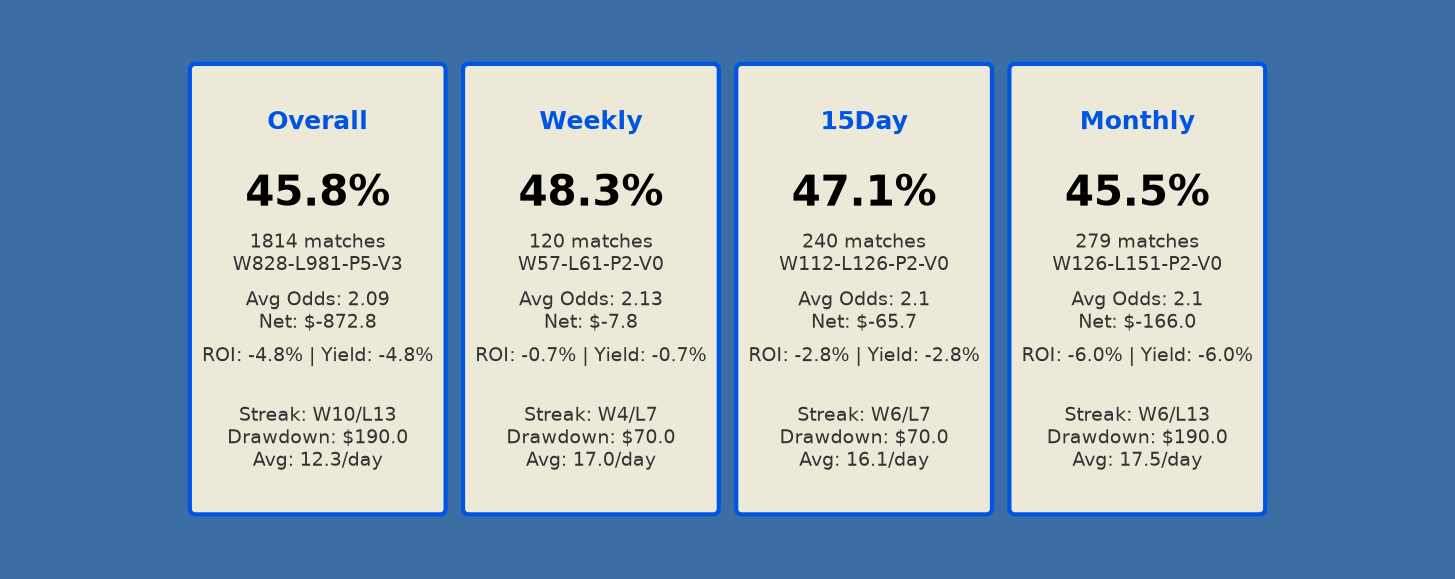 Overall
45.8%
1814 matches
W828-L981-P5-V3
Avg Odds: 2.09
Net: $-872.8
ROI: -4.8% | Yield: -4.8%
Streak: W10/L13
Drawdown: $190.0
Avg: 12.3/day
Weekly
48.3%
120 matches
W57-L61-P2-V0
Avg Odds: 2.13
Net: $-7.8
ROI: -0.7% | Yield: -0.7%
Streak: W4/L7
Drawdown: $70.0
Avg: 17.0/day
15Day
47.1%
240 matches
W112-L126-P2-V0
Avg Odds: 2.1
Net: $-65.7
ROI: -2.8% | Yield: -2.8%
Streak: W6/L7
Drawdown: $70.0
Avg: 16.1/day
Monthly
45.5%
279 matches
W126-L151-P2-V0
Avg Odds: 2.1
Net: $-166.0
ROI: -6.0% | Yield: -6.0%
Streak: W6/L13
Drawdown: $190.0
Avg: 17.5/day